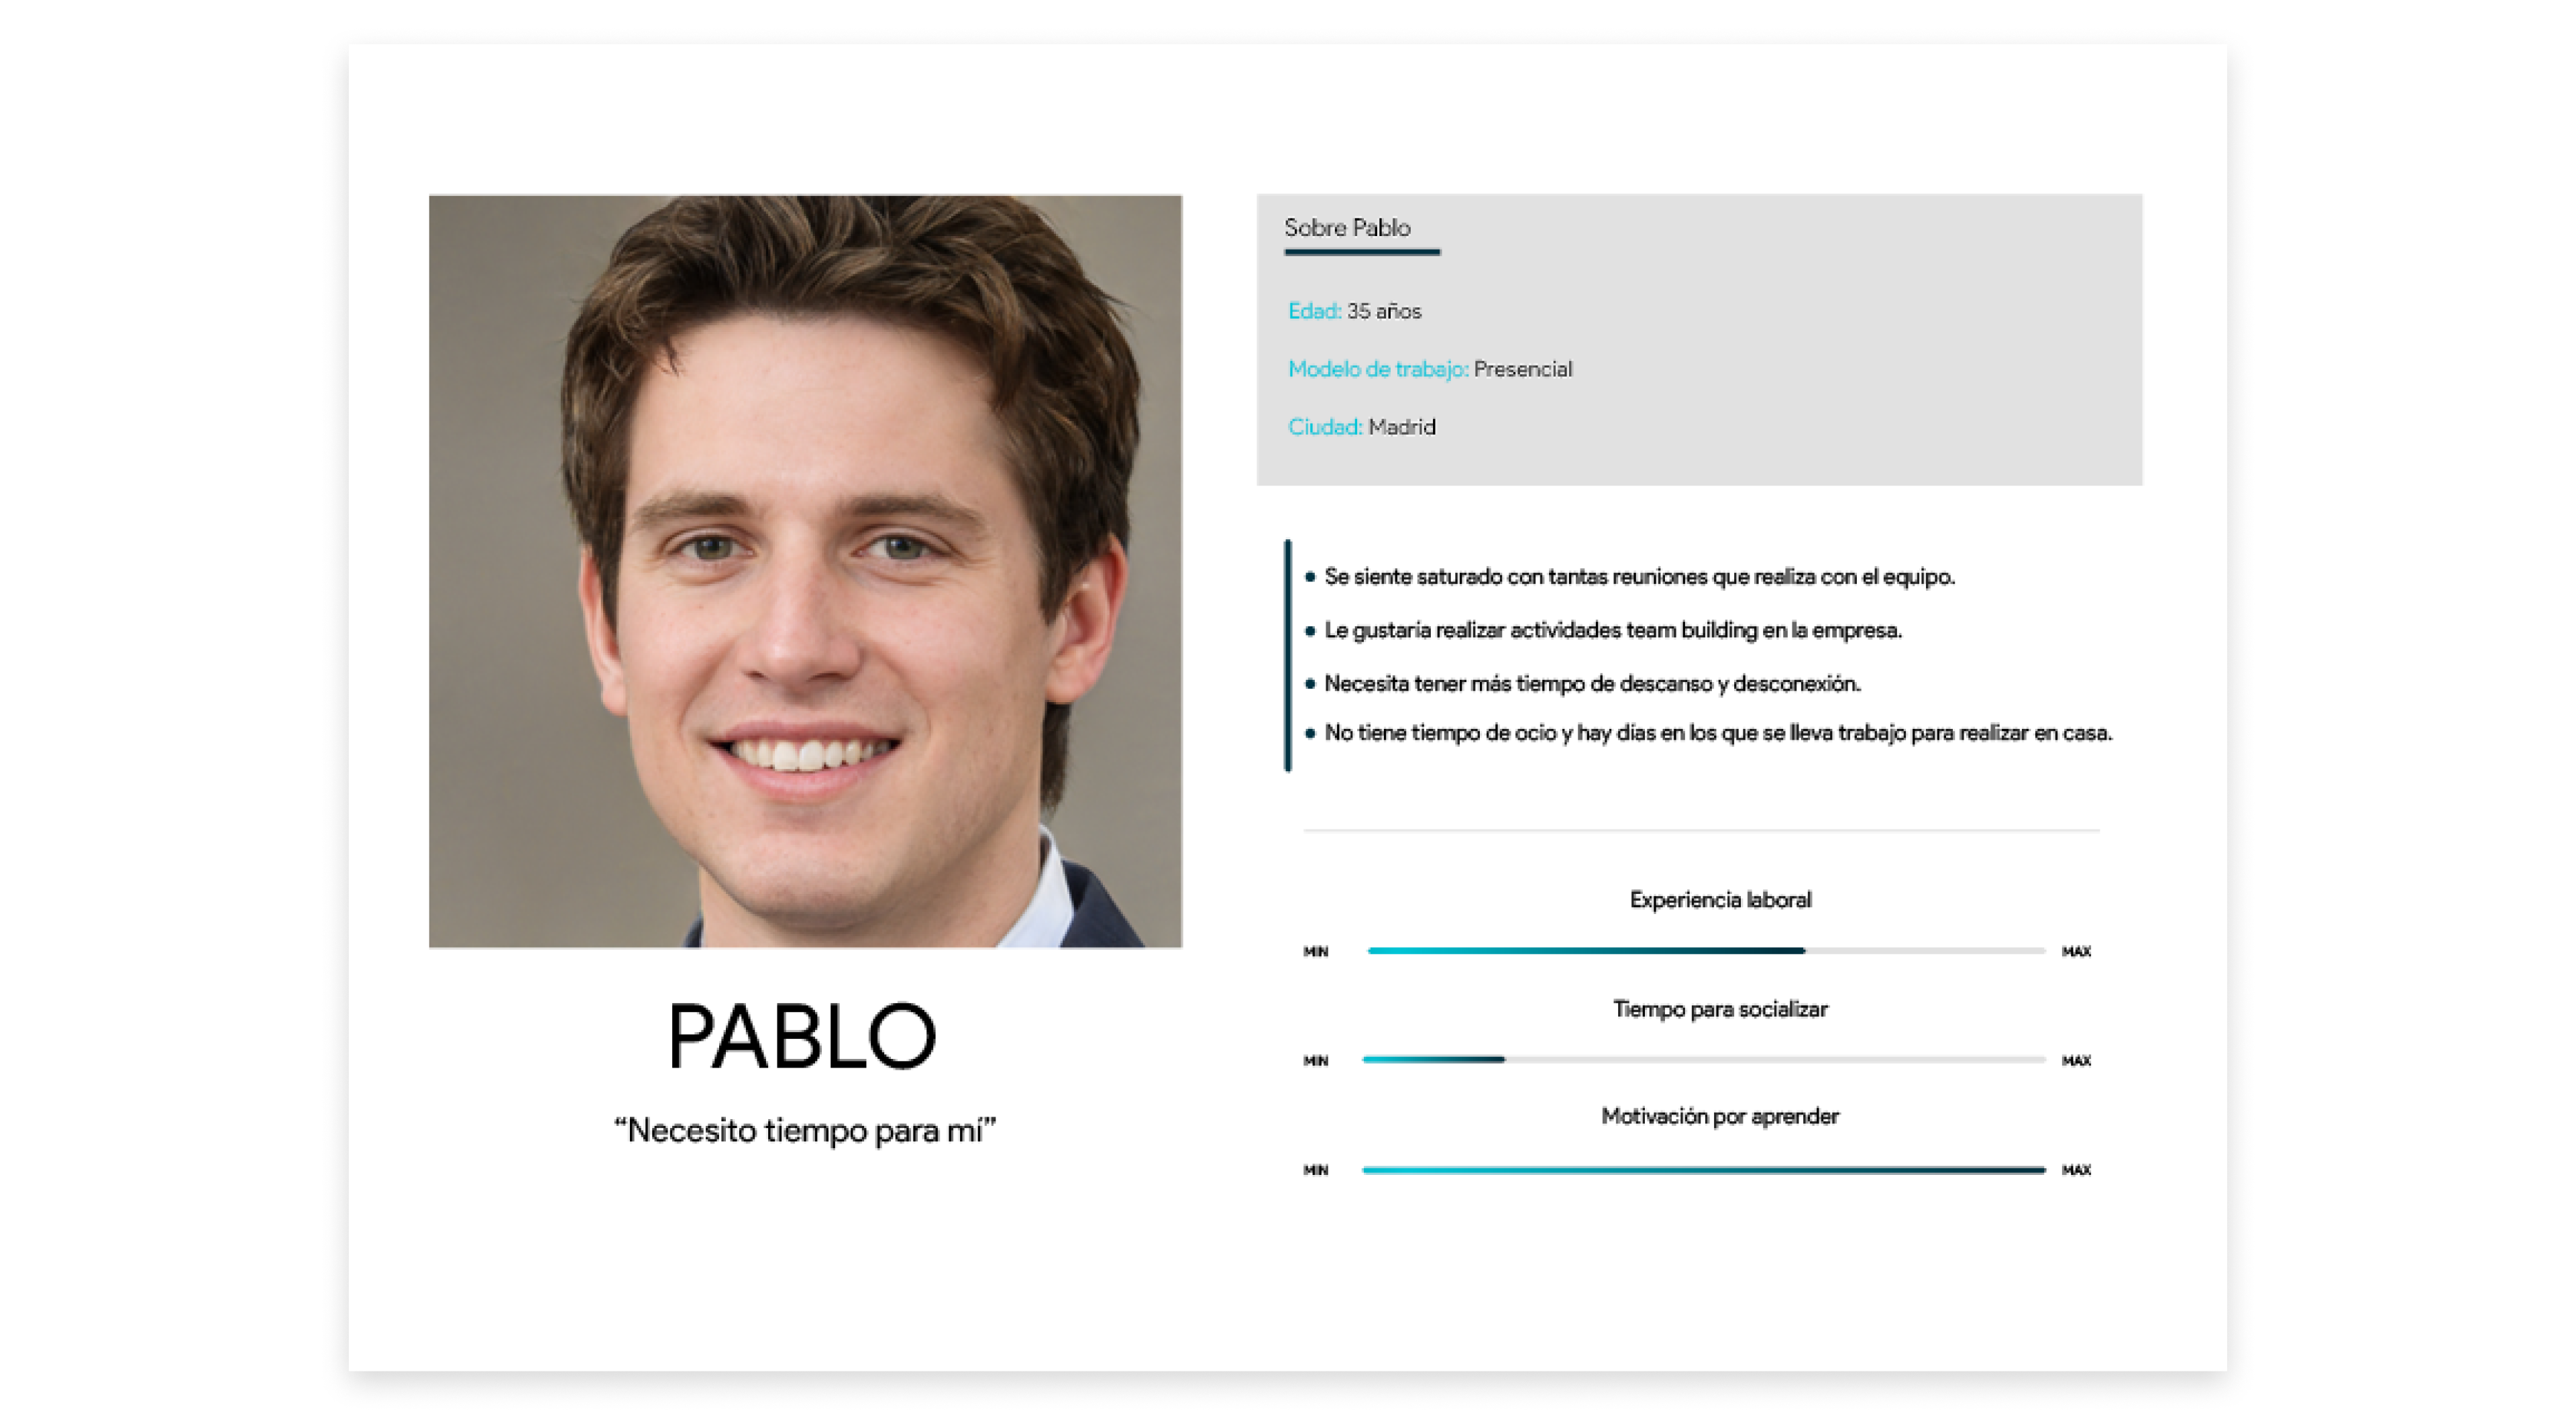 PABLO
“Necesito tiempo para mí”
Sobre Pablo
Edad: 35 años
Modelo de trabajo: Presencial
Ciudad: Madrid
• Se siente saturado con tantas reuniones que realiza con el equipo.
• Le gustaría realizar actividades team building en la empresa.
• Necesita tener más tiempo de descanso y desconexión.
• No tiene tiempo de ocio y hay días en los que se lleva trabajo para realizar en casa.
Experiencia laboral
MIN MAX
Tiempo para socializar
MIN MAX
Motivación por aprender
MIN MAX